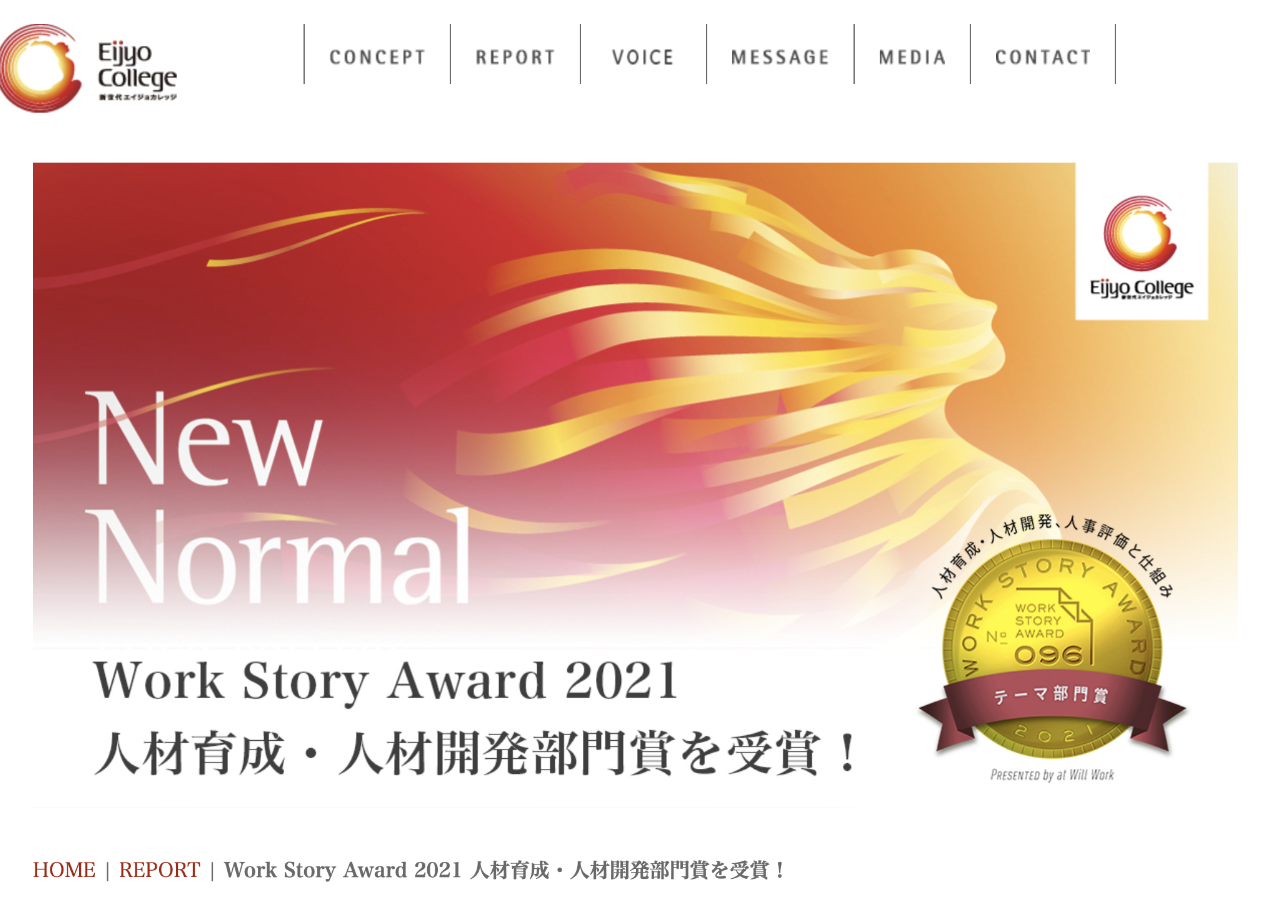 Eijyo
College
新世代エイジョカレッジ
CONCEPT
REPORT
VOICE
MESSAGE
MEDIA
CONTACT
Eijyo College
新世代エイジョカレッジ
New
Normal
人材育成・人材開発、人事評価と仕組み
WORK STORY AWARD
WORK
STORY
No AWARD
096
テーマ部門賞
2021
PRESENTED by at Will Work
Work Story Award 2021
人材育成・人材開発部門賞を受賞！
HOME | REPORT | Work Story Award 2021 人材育成・人材開発部門賞を受賞！